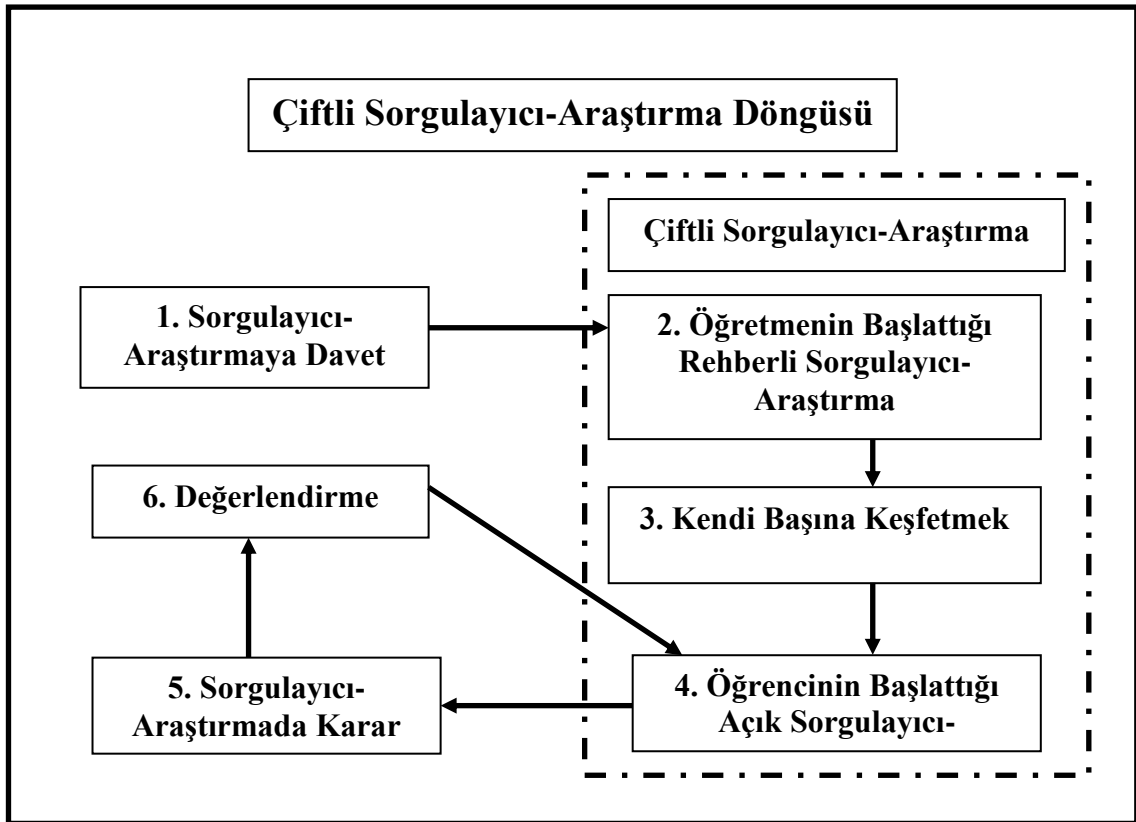 Çiftli Sorgulayıcı-Araştırma Döngüsü
Çiftli Sorgulayıcı-Araştırma
1. Sorgulayıcı-
Araştırmaya Davet
2. Öğretmenin Başlattığı
Rehberli Sorgulayıcı-
Araştırma
3. Kendi Başına Keşfetmek
4. Öğrencinin Başlattığı
Açık Sorgulayıcı-
5. Sorgulayıcı-
Araştırmada Karar
6. Değerlendirme